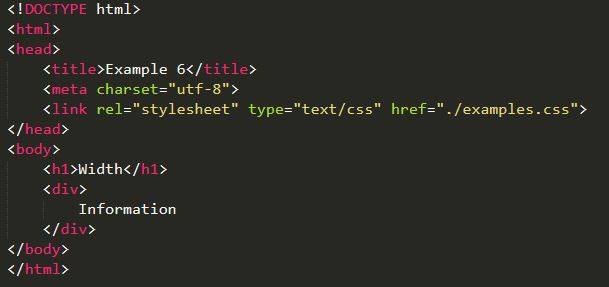 <!DOCTYPE html>
<html>
<head>
    <title>Example 6</title>
    <meta charset="utf-8">
    <link rel="stylesheet" type="text/css" href="./examples.css">
</head>
<body>
    <h1>Width</h1>
    <div>
        Information
    </div>
</body>
</html>